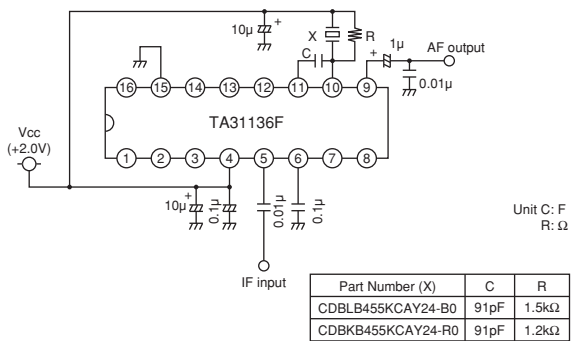 10µ +
X
R
C
+
1µ
AF output
0.01µ
16 15 14 13 12 11 10 9
TA31136F
Vcc
(+2.0V)
1 2 3 4 5 6 7 8
10µ +
0.1µ
0.01µ
0.1µ
Unit C: F
R: Ω
IF input
Part Number (X) C R
CDBLB455KCAY24-B0 91pF 1.5kΩ
CDBKB455KCAY24-R0 91pF 1.2kΩ